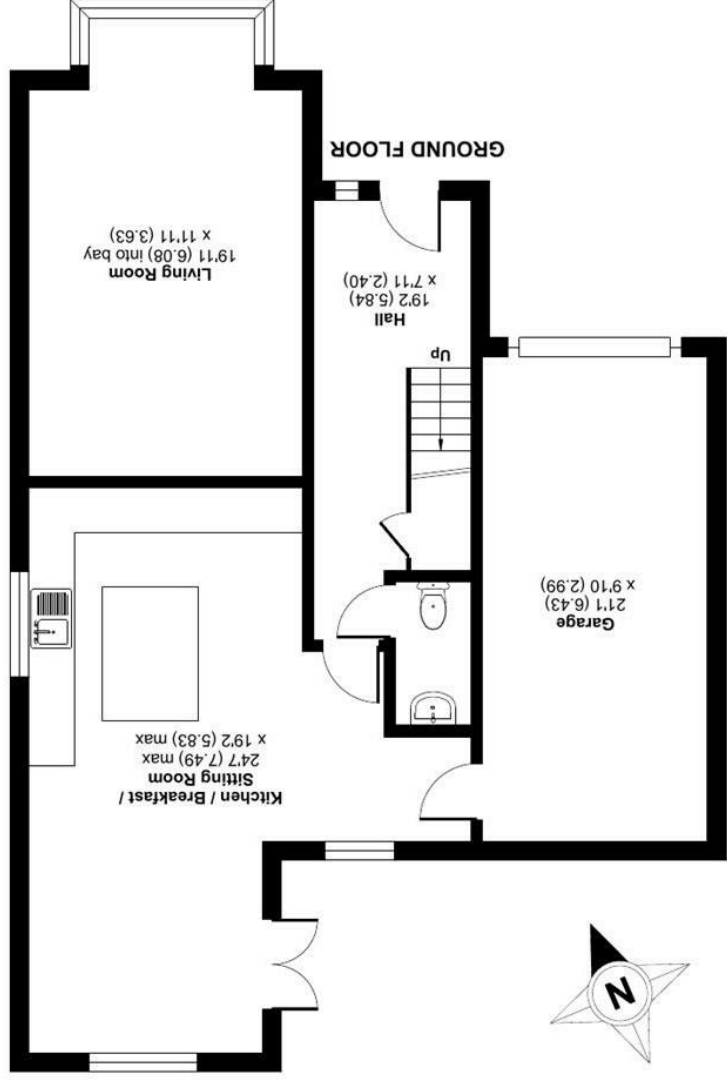 N
Kitchen / Breakfast /
Sitting Room
24'7 (7.49) max
x 19'2 (5.83) max
Garage
21'1 (6.43)
x 9'10 (2.99)
Up
Hall
19'2 (5.84)
x 7'11 (2.40)
Living Room
19'11 (6.08) into bay
x 11'11 (3.63)
GROUND FLOOR